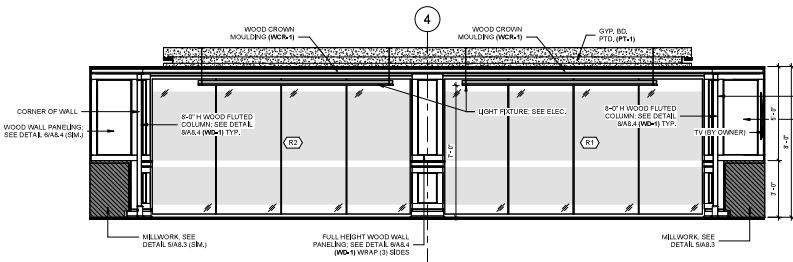 4
WOOD CROWN
MOULDING (WCR-1)
WOOD CROWN
MOULDING (WCR-1)
GYP. BD.
PTD. (PT-1)
CORNER OF WALL
WOOD WALL PANELING;
SEE DETAIL 6/A8.4 (SIM.)
8'-0" H WOOD FLUTED
COLUMN; SEE DETAIL
8/A8.4 (WD-1) TYP.
R2
LIGHT FIXTURE; SEE ELEC.
7'-0"
R1
8'-0" H WOOD FLUTED
COLUMN; SEE DETAIL
8/A8.4 (WD-1) TYP.
TV (BY OWNER)
5'-0"
8'-0"
3'-0"
MILLWORK, SEE
DETAIL 5/A8.3 (SIM.)
FULL HEIGHT WOOD WALL
PANELING; SEE DETAIL 6/A8.4
(WD-1) WRAP (3) SIDES
MILLWORK, SEE
DETAIL 5/A8.3